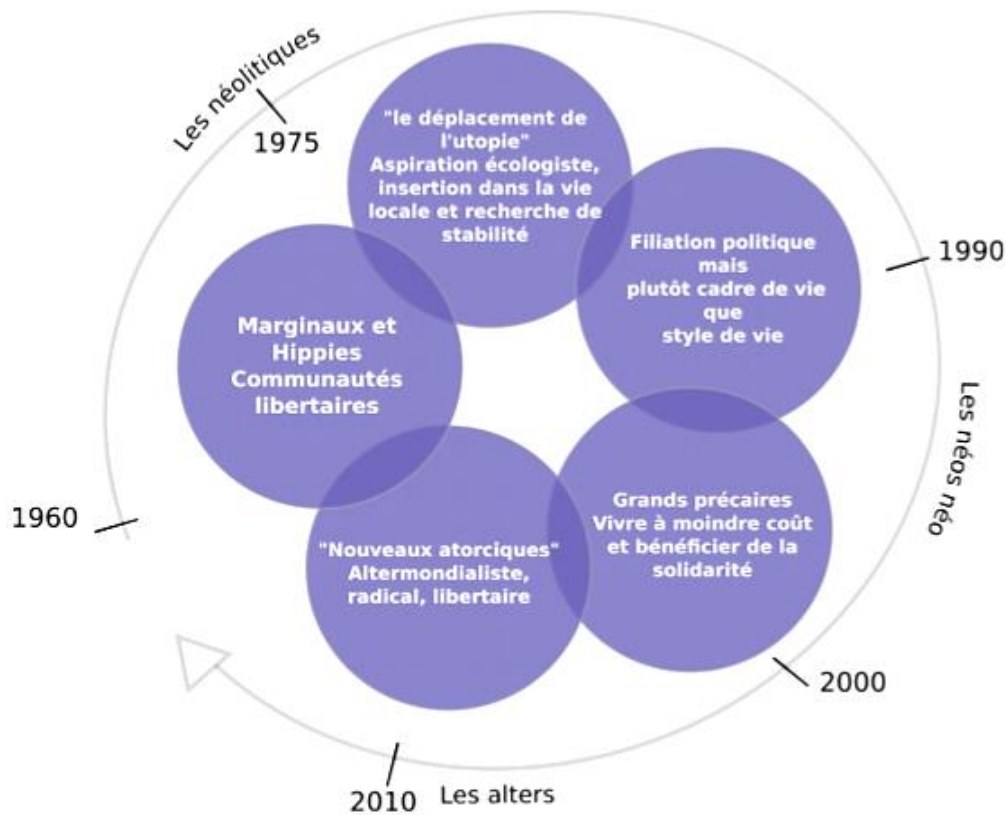 Les néolitiques
1975
"le déplacement de
l'utopie"
Aspiration écologiste,
insertion dans la vie
locale et recherche de
stabilité
Filiation politique
mais
plutôt cadre de vie
que
style de vie
1990
Marginaux et
Hippies
Communautés
libertaires
Les néos néo
1960
Grands précaires
Vivre à moindre coût
et bénéficier de la
solidarité
"Nouveaux atorciques"
Altermondialiste,
radical, libertaire
2000
2010
Les alters